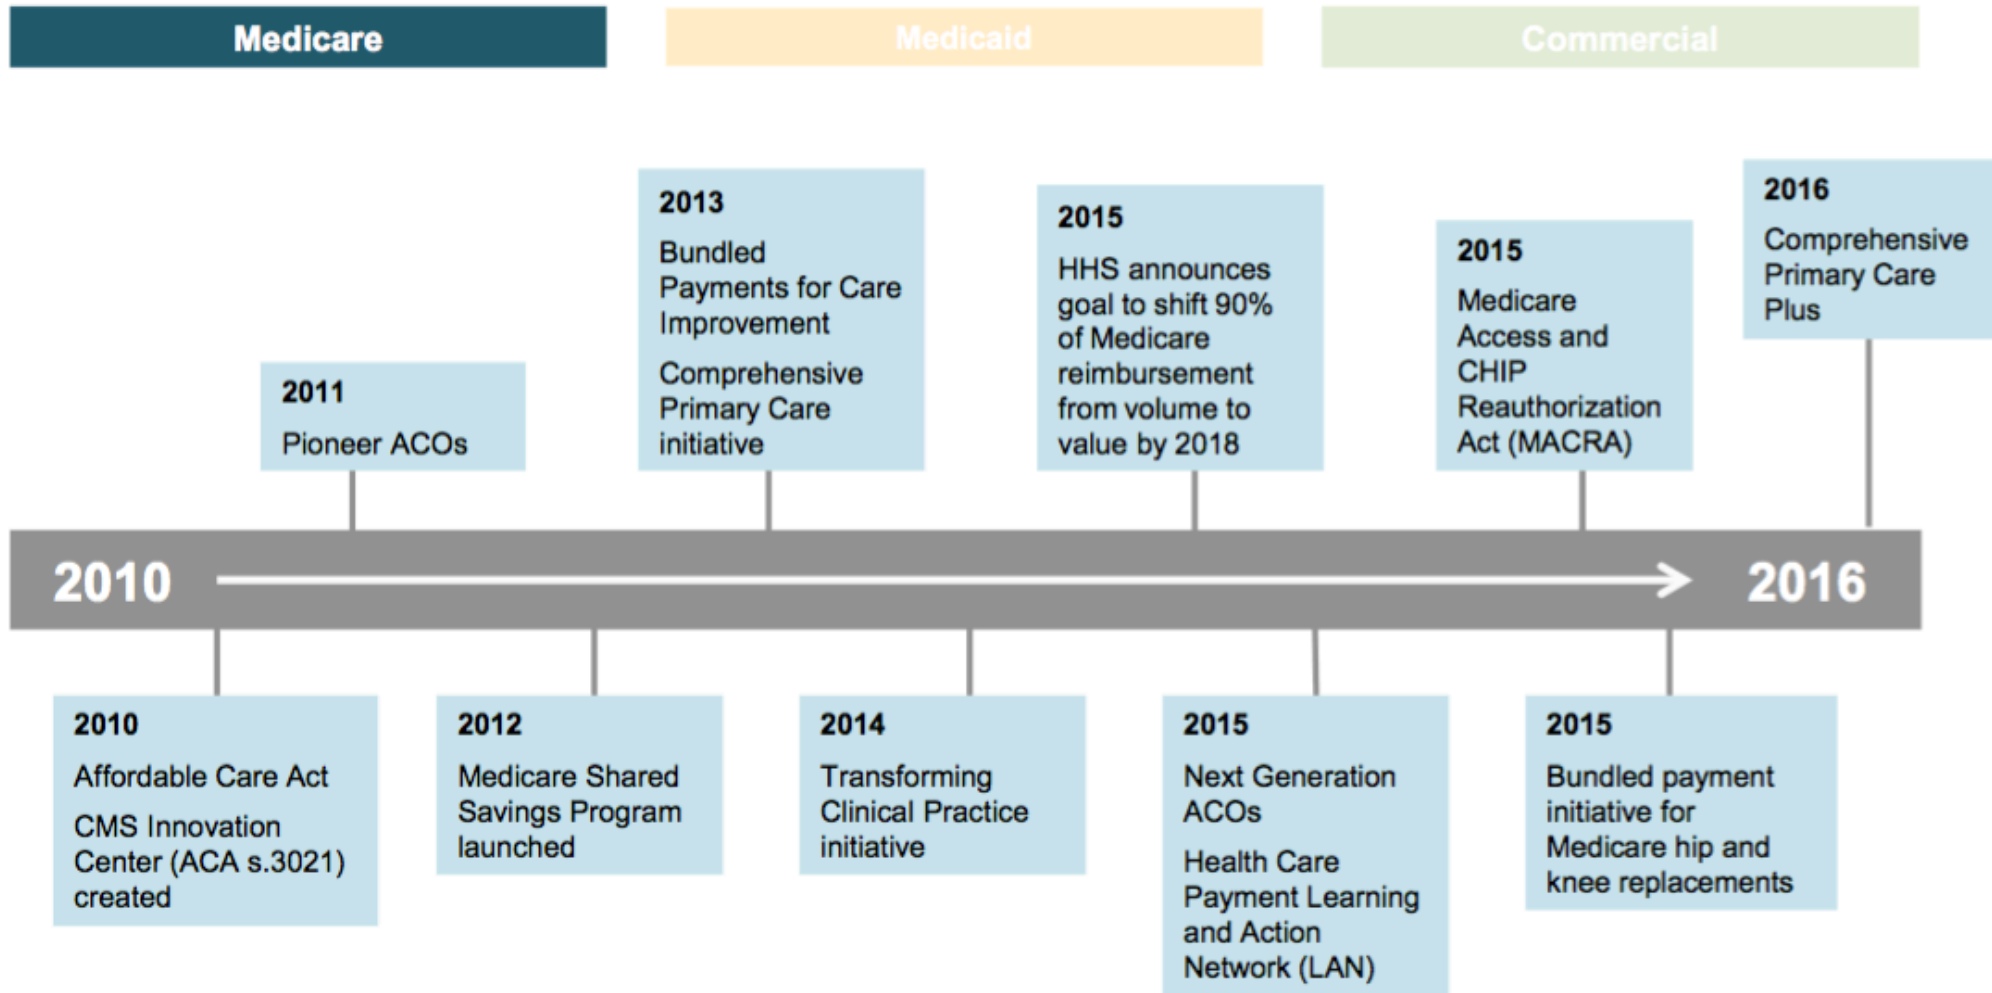 Medicare
Medicaid
Commercial
2016
Comprehensive
Primary Care
Plus
2013
Bundled
Payments for Care
Improvement
Comprehensive
Primary Care
initiative
2015
HHS announces
goal to shift 90%
of Medicare
reimbursement
from volume to
value by 2018
2015
Medicare
Access and
CHIP
Reauthorization
Act (MACRA)
2011
Pioneer ACOs
2010
2016
2010
Affordable Care Act
CMS Innovation
Center (ACA s.3021)
created
2012
Medicare Shared
Savings Program
launched
2014
Transforming
Clinical Practice
initiative
2015
Next Generation
ACOs
Health Care
Payment Learning
and Action
Network (LAN)
2015
Bundled payment
initiative for
Medicare hip and
knee replacements